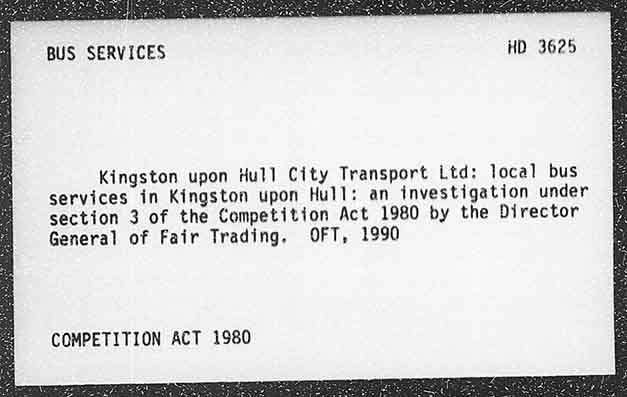 BUS SERVICES HD 3625
Kingston upon Hull City Transport Ltd: local bus
services in Kingston upon Hull: an investigation under
section 3 of the Competition Act 1980 by the Director
General of Fair Trading. OFT, 1990
COMPETITION ACT 1980